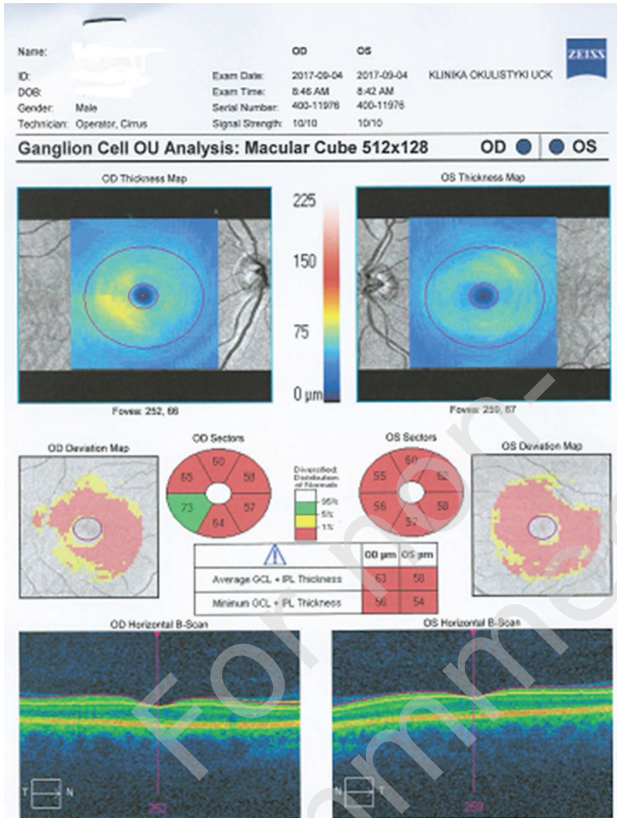 Name:
OD OS
ZEISS
ID: Exam Date: 2017-09-04 2017-09-04 KLINIKA OKULISTYKI UCK
DOB: Exam Time: 8:46 AM 8:42 AM
Gender: Male Serial Number: 400-11976 400-11976
Technician: Operator, Cirrus Signal Strength: 10/10 10/10
Ganglion Cell OU Analysis: Macular Cube 512x128 OD OS
OD Thickness Map OS Thickness Map
225
150
75
0 µm
Fovea: 252, 66 Fovea: 259, 67
OD Deviation Map OD Sectors OS Sectors OS Deviation Map
60
65 58
73 57
64
60
55 62
56 58
57
Diversified:
Distribution
of Normals
95%
5%
1%
OD µm OS µm
Average GCL + IPL Thickness 63 58
Minimum GCL + IPL Thickness 56 54
OD Horizontal B-Scan OS Horizontal B-Scan
T N N T
252 259
For non-